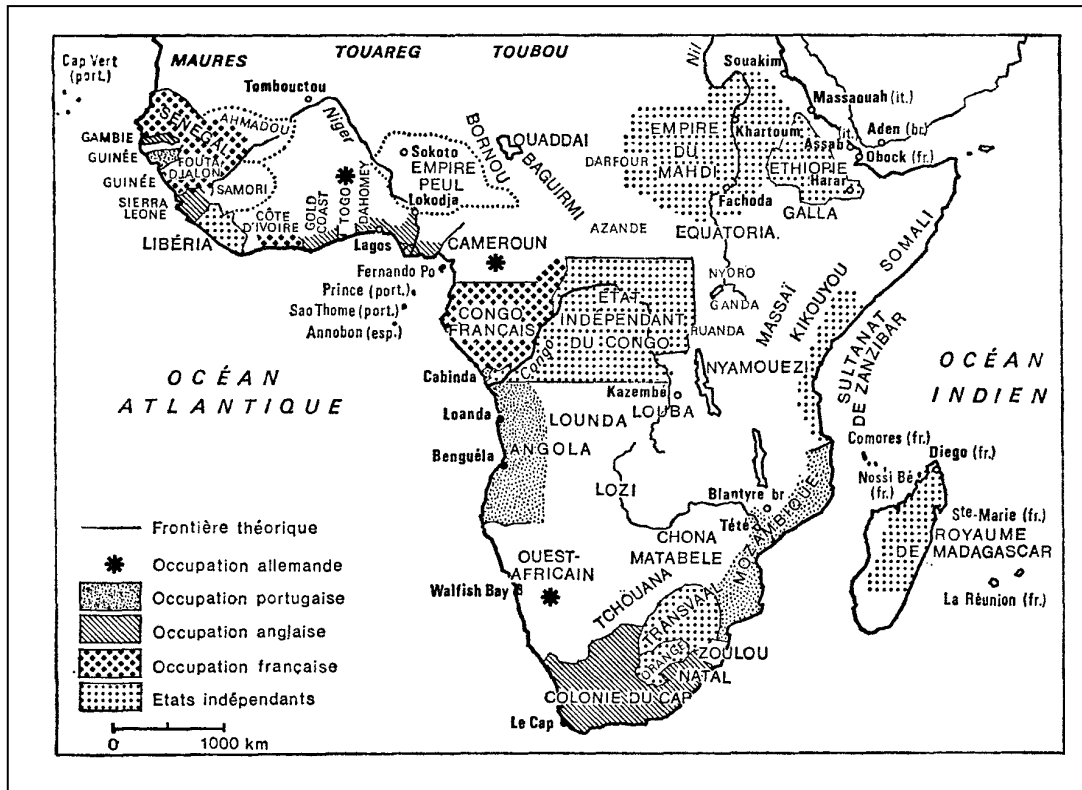 Cap Vert
(port.)
MAURES
TOUAREG
TOUBOU
Nil
Souakim
Tombouctou
Massaouah (it.)
SÉNÉGAL
AHMADOU
Niger
BORNOU
OUADDAI
EMPIRE
DU
MAHDI
Khartoum
(it.
Assab
Aden (br.)
GAMBIE
GUINÉE
FOUTA
DJALON
Sokoto
EMPIRE
PEUL
BAGUIRMI
DARFOUR
Obock (fr.)
ETHIOPIE
Harar
GUINÉE
SAMORI
DAHOMEY
Lokodja
Fachoda
GALLA
SIERRA
LEONE
CÔTE
D'IVOIRE
GOLD
COAST
TOGO
AZANDE
EQUATORIA.
LIBÉRIA
Lagos
CAMEROUN
SOMALI
Fernando Po
Prince (port.)
Sao Thome (port.)
Annobon (esp.)
NYORO
GANDA
CONGO
FRANÇAIS
ÉTAT
INDÉPENDANT
DU CONGO
Congo
RUANDA
MASSAÏ
KIKOUYOU
SULTANAT
DE ZANZIBAR
OCÉAN
ATLANTIQUE
OCÉAN
INDIEN
Cabinda
Kazembé
NYAMOUEZI
Loanda
LOUNDA
LOUBA
ANGOLA
Benguéla
Comores (fr.)
Diego (fr.)
Nossi Bé
(fr.)
LOZI
Blantyre br
Tété
MOZAMBIQUE
Ste-Marie (fr.)
ROYAUME
DE MADAGASCAR
CHONA
MATABELE
OUEST-
AFRICAIN
Walfish Bay
La Réunion (fr.)
TCHOUANA
TRANSVAAL
ORANGE
ZOULOU
NATAL
COLONIE DU CAP
Le Cap
Frontière théorique
Occupation allemande
Occupation portugaise
Occupation anglaise
Occupation française
Etats indépendants
0 1000 km